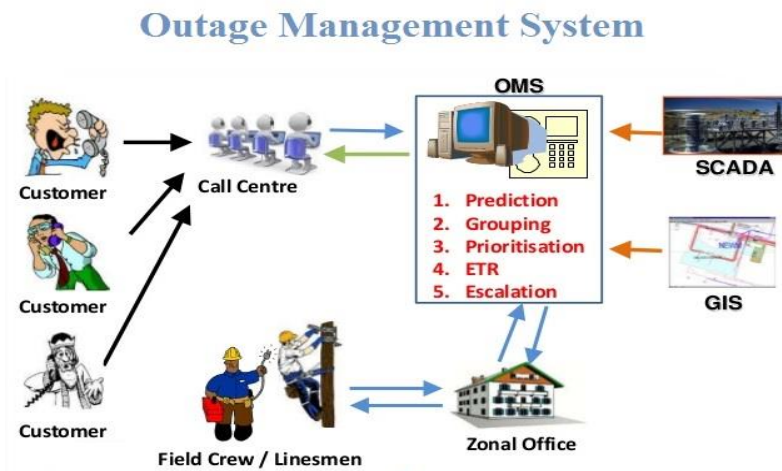 Outage Management System
OMS
Customer
Call Centre
SCADA
1. Prediction
2. Grouping
3. Prioritisation
4. ETR
5. Escalation
Customer
GIS
Customer
Field Crew / Linesmen
Zonal Office